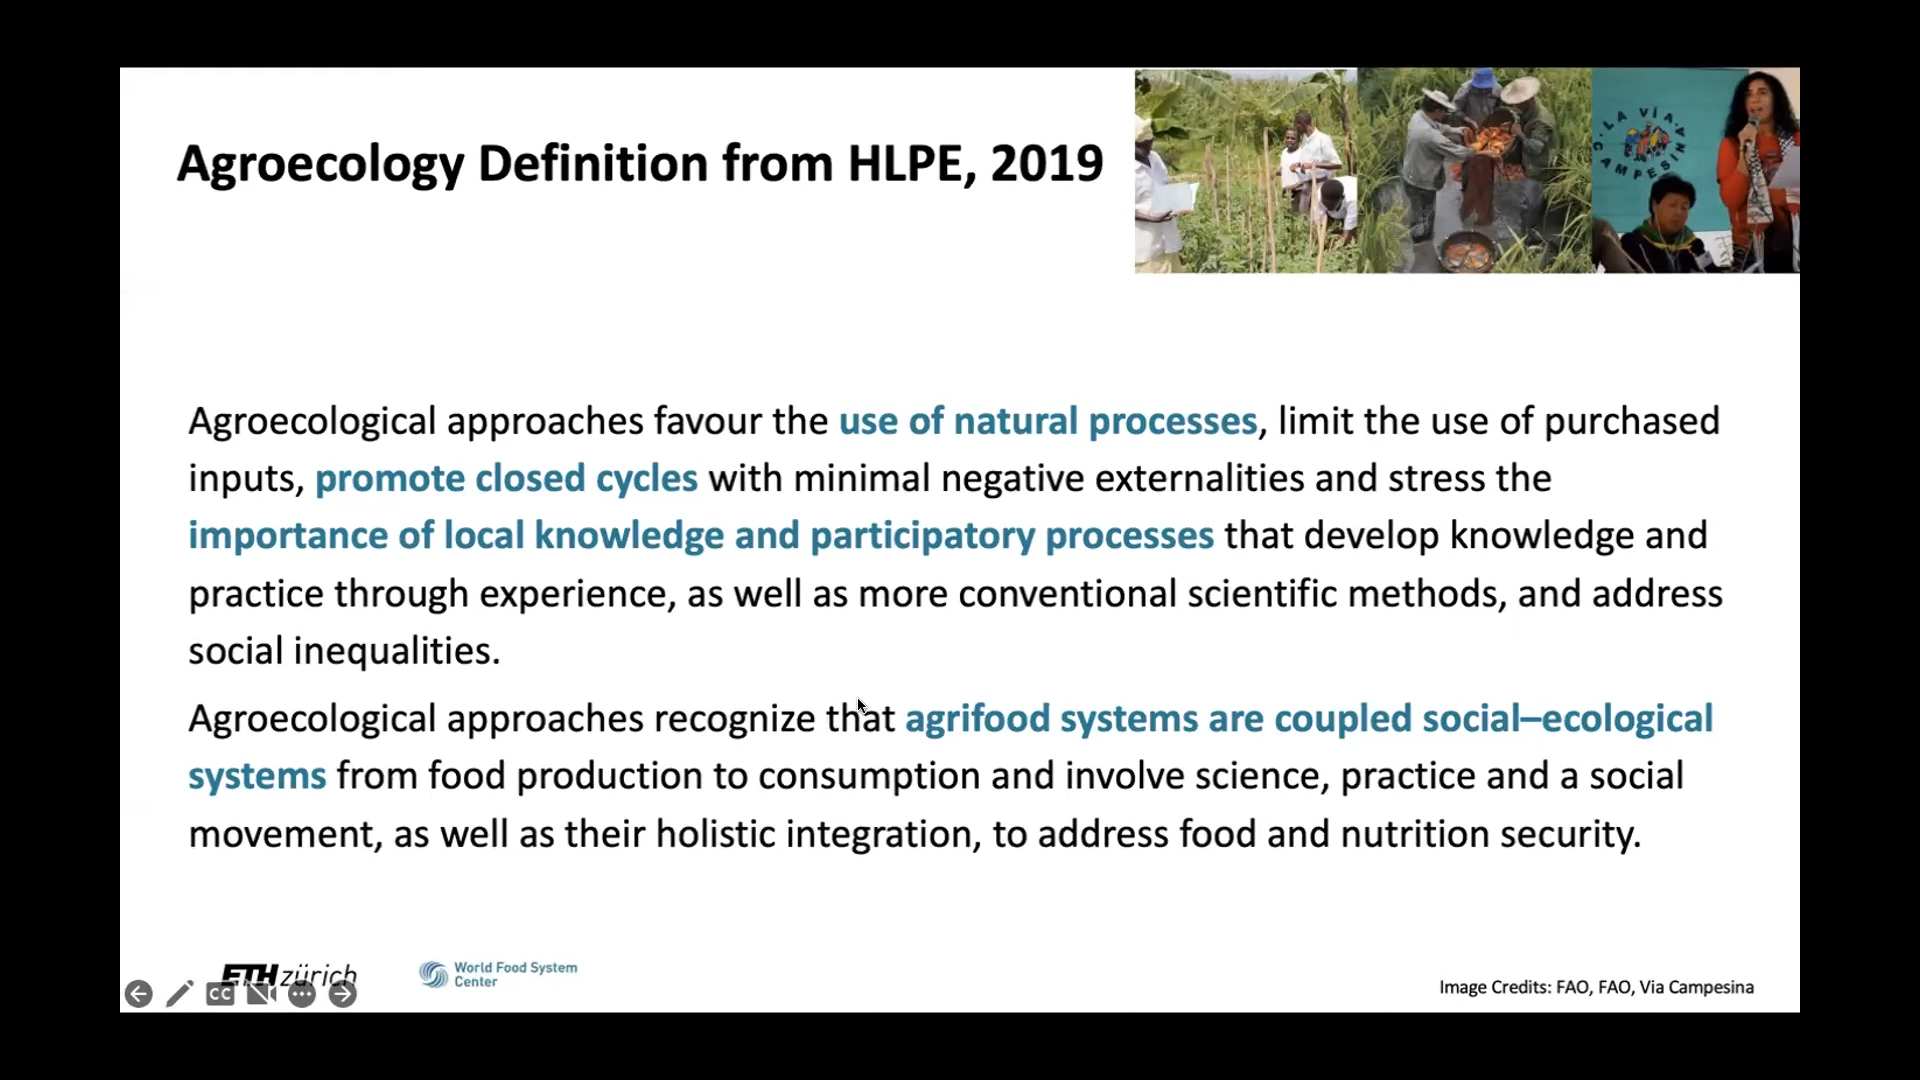 Agroecology Definition from HLPE, 2019
LA VÍA CAMPESINA
Agroecological approaches favour the use of natural processes, limit the use of purchased
inputs, promote closed cycles with minimal negative externalities and stress the
importance of local knowledge and participatory processes that develop knowledge and
practice through experience, as well as more conventional scientific methods, and address
social inequalities.
Agroecological approaches recognize that agrifood systems are coupled social–ecological
systems from food production to consumption and involve science, practice and a social
movement, as well as their holistic integration, to address food and nutrition security.
ETH zürich
World Food System
Center
CC
Image Credits: FAO, FAO, Via Campesina